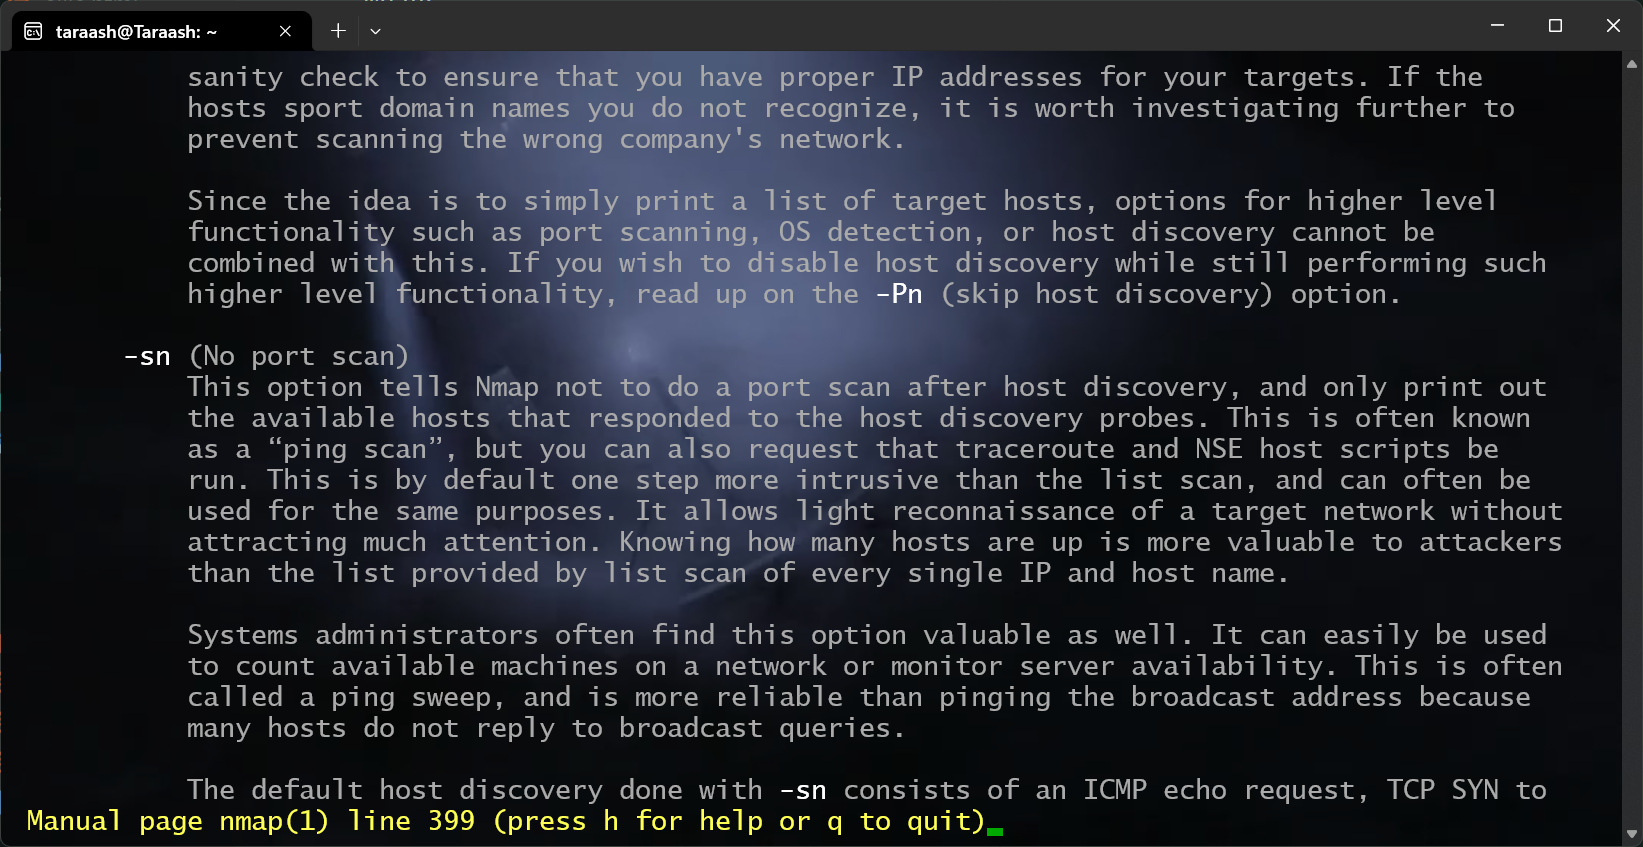 taraash@Taraash: ~
sanity check to ensure that you have proper IP addresses for your targets. If the
hosts sport domain names you do not recognize, it is worth investigating further to
prevent scanning the wrong company's network.
Since the idea is to simply print a list of target hosts, options for higher level
functionality such as port scanning, OS detection, or host discovery cannot be
combined with this. If you wish to disable host discovery while still performing such
higher level functionality, read up on the -Pn (skip host discovery) option.
-sn (No port scan)
This option tells Nmap not to do a port scan after host discovery, and only print out
the available hosts that responded to the host discovery probes. This is often known
as a “ping scan”, but you can also request that traceroute and NSE host scripts be
run. This is by default one step more intrusive than the list scan, and can often be
used for the same purposes. It allows light reconnaissance of a target network without
attracting much attention. Knowing how many hosts are up is more valuable to attackers
than the list provided by list scan of every single IP and host name.
Systems administrators often find this option valuable as well. It can easily be used
to count available machines on a network or monitor server availability. This is often
called a ping sweep, and is more reliable than pinging the broadcast address because
many hosts do not reply to broadcast queries.
The default host discovery done with -sn consists of an ICMP echo request, TCP SYN to
Manual page nmap(1) line 399 (press h for help or q to quit)